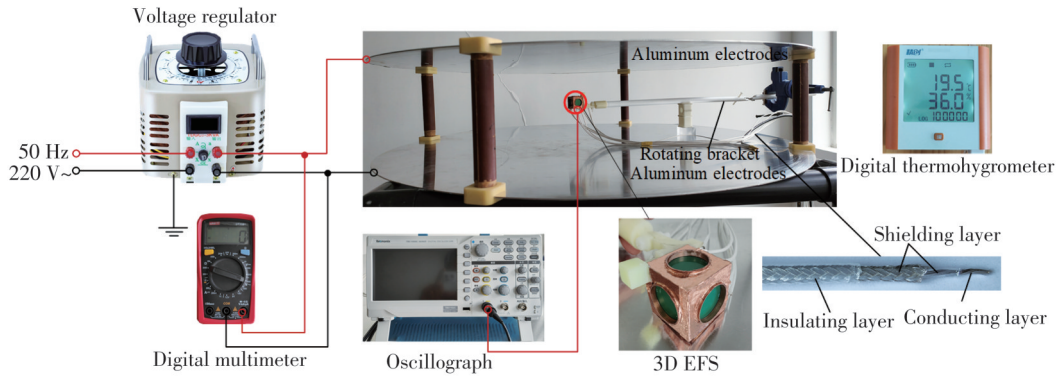 Voltage regulator
Aluminum electrodes
19.5
36.0
100000
50 Hz
220 V~
Rotating bracket
Aluminum electrodes
Digital thermohygrometer
Shielding layer
Insulating layer
Conducting layer
Digital multimeter
Oscillograph
3D EFS